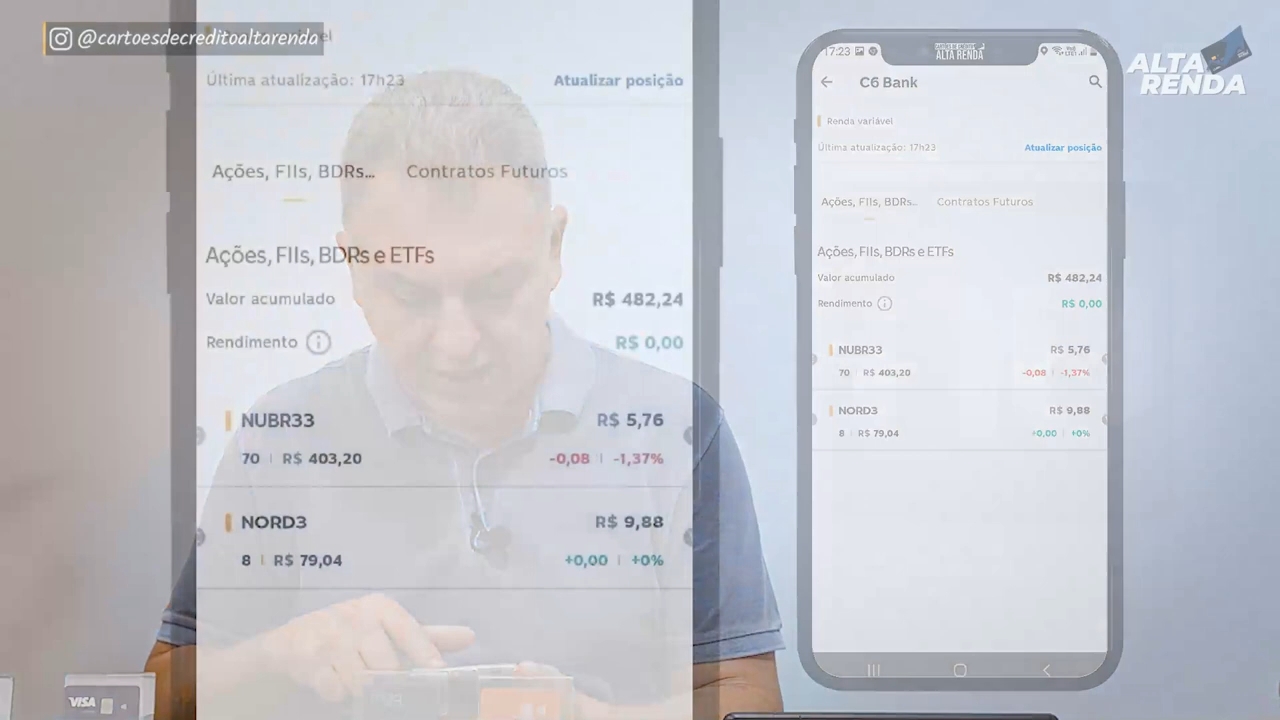 @cartoesdecreditoaltarenda
Última atualização: 17h23
Atualizar posição
Ações, FIIs, BDRs...
Contratos Futuros
Ações, FIIs, BDRs e ETFs
Valor acumulado
R$ 482,24
Rendimento
R$ 0,00
NUBR33
R$ 5,76
70 | R$ 403,20
-0,08 | -1,37%
NORD3
R$ 9,88
8 | R$ 79,04
+0,00 | +0%
VISA
17:23
ALTA RENDA
C6 Bank
Renda variável
Última atualização: 17h23
Atualizar posição
Ações, FIIs, BDRs...
Contratos Futuros
Ações, FIIs, BDRs e ETFs
Valor acumulado
R$ 482,24
Rendimento
R$ 0,00
NUBR33
R$ 5,76
70 | R$ 403,20
-0,08 | -1,37%
NORD3
R$ 9,88
8 | R$ 79,04
+0,00 | +0%
ALTA
RENDA